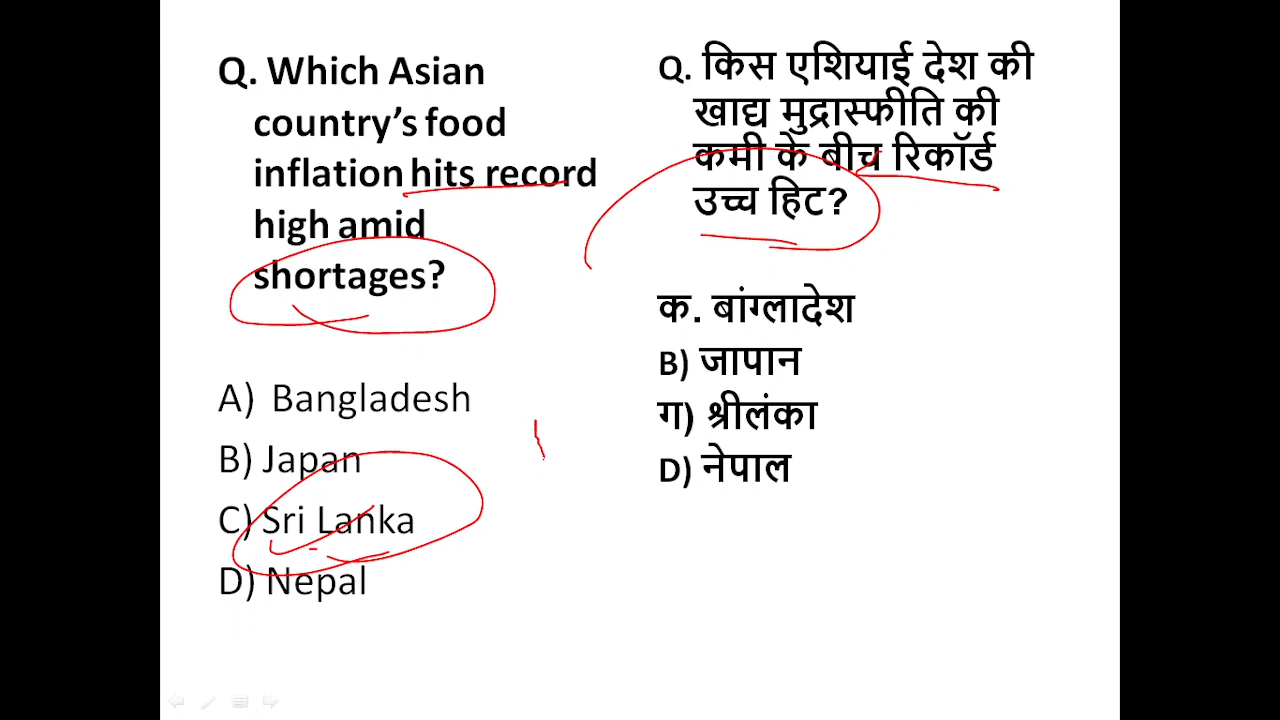 Q. Which Asian
country’s food
inflation hits record
high amid
shortages?
A) Bangladesh
B) Japan
C) Sri Lanka
D) Nepal
Q. किस एशियाई देश की
खाद्य मुद्रास्फीति की
कमी के बीच रिकॉर्ड
उच्च हिट?
क. बांग्लादेश
B) जापान
ग) श्रीलंका
D) नेपाल